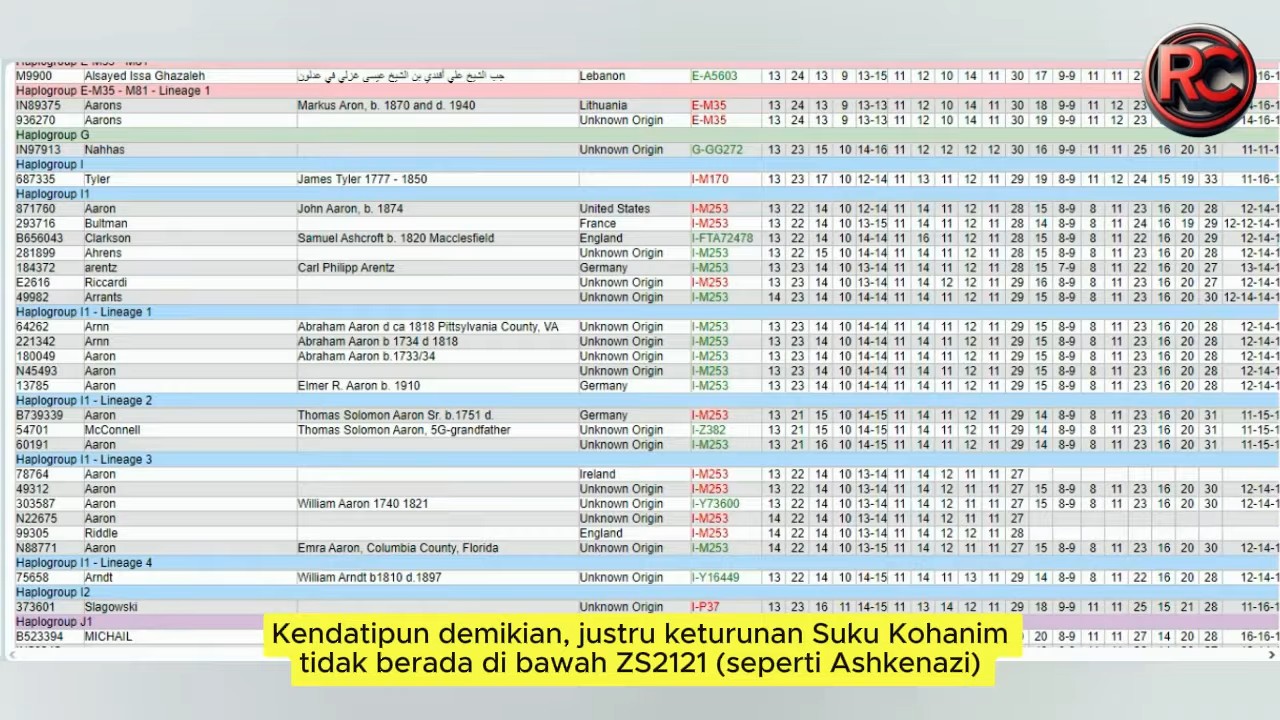 Haplogroup E-M35 - M81
M9900 Alsayed Issa Ghazaleh جب الشيخ علي أفندي بن الشيخ عيسى غزلي في عدلون Lebanon E-A5603 13 24 13 9 13-15 11 12 10 14 11 30 17 9-9 11 11
Haplogroup E-M35 - M81 - Lineage 1
IN89375 Aarons Markus Aron, b. 1870 and d. 1940 Lithuania E-M35 13 24 13 9 13-13 11 12 10 14 11 30 18 9-9 11 12 23
936270 Aarons Unknown Origin E-M35 13 24 13 9 13-14 11 12 10 14 11 30 19 9-9 11 12 23 14-16-1
Haplogroup G
IN97913 Nahhas Unknown Origin G-GG272 13 23 15 10 14-16 11 12 12 12 12 30 16 9-9 11 11 25 16 20 31 11-11-1
Haplogroup I
687335 Tyler James Tyler 1777 - 1850 I-M170 13 23 17 10 12-14 11 13 11 12 11 29 19 8-9 11 12 24 15 19 33 11-16-1
Haplogroup I1
871760 Aaron John Aaron, b. 1874 United States I-M253 13 22 14 10 12-14 11 14 11 12 11 28 15 8-9 8 11 23 16 20 28 12-14-1
293716 Bultman France I-M253 13 22 14 10 13-15 11 14 11 12 11 28 14 8-9 8 11 24 16 19 29 12-12-14-1
B656043 Clarkson Samuel Ashcroft b. 1820 Macclesfield England I-FTA72478 13 22 14 10 14-14 11 16 11 12 11 28 15 8-9 8 11 22 16 20 29 12-14-1
281899 Ahrens Unknown Origin I-M253 13 22 15 10 13-14 11 14 11 12 11 28 15 8-9 8 11 23 16 20 28 12-14-1
184372 arentz Carl Philipp Arentz Germany I-M253 13 23 14 10 13-14 11 14 11 12 11 28 15 7-9 8 11 22 16 20 27 13-14-1
E2616 Riccardi Unknown Origin I-M253 13 23 14 10 14-14 11 14 11 12 11 29 16 8-9 8 11 23 16 20 27 12-14-1
49982 Arrants Unknown Origin I-M253 14 23 14 10 14-14 11 14 11 12 11 29 15 8-9 8 11 23 16 20 30 12-14-14-1
Haplogroup I1 - Lineage 1
64262 Arnn Abraham Aaron d ca 1818 Pittsylvania County, VA Unknown Origin I-M253 13 23 14 10 14-14 11 14 11 12 11 29 15 8-9 8 11 23 16 20 28 12-14-1
221342 Arnn Abraham Aaron b 1734 d 1818 Unknown Origin I-M253 13 23 14 10 14-14 11 14 11 12 11 29 15 8-9 8 11 23 16 20 28 12-14-1
180049 Aaron Abraham Aaron b.1733/34 Unknown Origin I-M253 13 23 14 10 14-14 11 14 11 12 11 29 15 8-9 8 11 23 16 20 28 12-14-1
N45493 Aaron Unknown Origin I-M253 13 23 14 10 14-14 11 14 11 12 11 29 15 8-9 8 11 23 16 20 28 12-14-1
13785 Aaron Elmer R. Aaron b. 1910 Germany I-M253 13 23 14 10 14-14 11 14 11 12 11 29 15 8-9 8 11 23 16 20 28 12-14-1
Haplogroup I1 - Lineage 2
B739339 Aaron Thomas Solomon Aaron Sr. b.1751 d. Germany I-M253 13 21 15 10 14-15 11 14 11 12 11 29 14 8-9 8 11 23 16 20 31 11-15-1
54701 McConnell Thomas Solomon Aaron, 5G-grandfather Unknown Origin I-Z382 13 21 15 10 14-15 11 14 11 12 11 29 14 8-9 8 11 23 16 20 31 11-15-1
60191 Aaron Unknown Origin I-M253 13 21 16 10 14-15 11 14 11 12 11 29 14 8-9 8 11 23 16 20 31 11-15-1
Haplogroup I1 - Lineage 3
78764 Aaron Ireland I-M253 13 22 14 10 13-14 11 14 12 11 11 27
49312 Aaron Unknown Origin I-M253 13 22 14 10 13-14 11 14 12 11 11 27 15 8-9 8 11 23 16 20 30 12-14-1
303587 Aaron William Aaron 1740 1821 Unknown Origin I-Y73600 13 22 14 10 13-14 11 14 12 11 11 27 15 8-9 8 11 23 16 20 30 12-14-1
N22675 Aaron Unknown Origin I-M253 14 22 14 10 13-14 11 14 12 11 11 27
99305 Riddle England I-M253 14 22 14 10 13-14 11 14 12 12 11 28
N88771 Aaron Emra Aaron, Columbia County, Florida Unknown Origin I-M253 14 22 14 10 13-15 11 14 12 11 11 27 15 8-9 8 11 23 16 20 30 12-14-1
Haplogroup I1 - Lineage 4
75658 Arndt William Arndt b1810 d.1897 Unknown Origin I-Y16449 13 22 14 10 14-15 11 14 11 13 11 29 14 8-9 8 11 22 16 20 28 12-14-1
Haplogroup I2
373601 Slagowski Unknown Origin I-P37 13 23 16 11 14-15 11 13 14 12 11 29 18 9-9 8 11 25 15 21 28 11-16-1
Haplogroup J1
B523394 MICHAIL 20 8-9 11 11 27 14 20 28 16-16-1
RC
Kendatipun demikian, justru keturunan Suku Kohanim
tidak berada di bawah ZS2121 (seperti Ashkenazi)